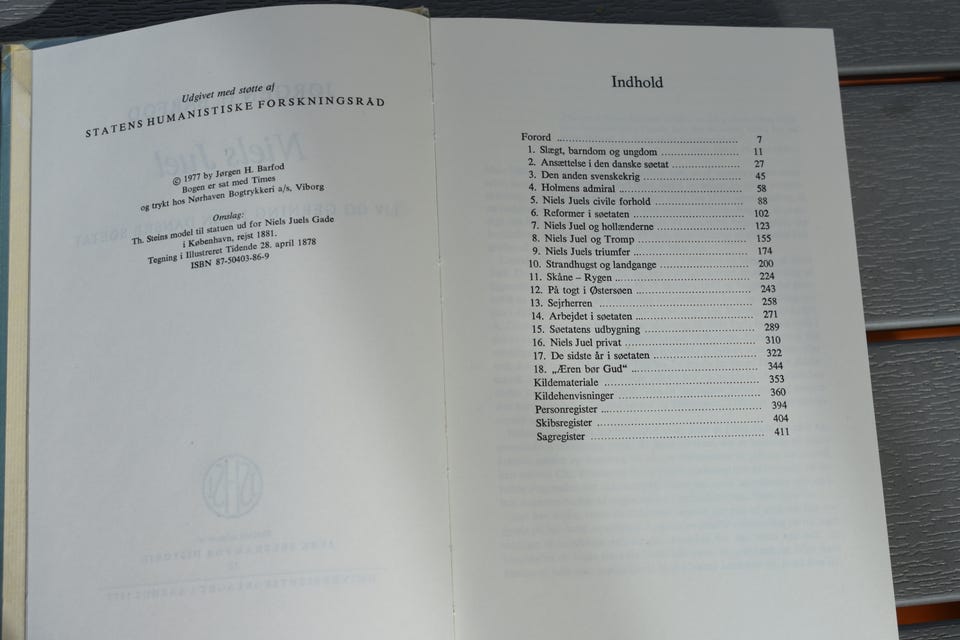 Udgivet med støtte af
STATENS HUMANISTISKE FORSKNINGSRÅD
© 1977 by Jørgen H. Barfod
Bogen er sat med Times
og trykt hos Nørhaven Bogtrykkeri a/s, Viborg
Omslag:
Th. Steins model til statuen ud for Niels Juels Gade
i København, rejst 1881.
Tegning i Illustreret Tidende 28. april 1878
ISBN 87-50403-86-9
Indhold
Forord ........ 7
1. Slægt, barndom og ungdom ........ 11
2. Ansættelse i den danske søetat ........ 27
3. Den anden svenskekrig ........ 45
4. Holmens admiral ........ 58
5. Niels Juels civile forhold ........ 88
6. Reformer i søetaten ........ 102
7. Niels Juel og hollænderne ........ 123
8. Niels Juel og Tromp ........ 155
9. Niels Juels triumfer ........ 174
10. Strandhugst og landgange ........ 200
11. Skåne – Rygen ........ 224
12. På togt i Østersøen ........ 243
13. Sejrherren ........ 258
14. Arbejdet i søetaten ........ 271
15. Søetatens udbygning ........ 289
16. Niels Juel privat ........ 310
17. De sidste år i søetaten ........ 322
18. „Æren bør Gud“ ........ 344
Kildemateriale ........ 353
Kildehenvisninger ........ 360
Personregister ........ 394
Skibsregister ........ 404
Sagregister ........ 411